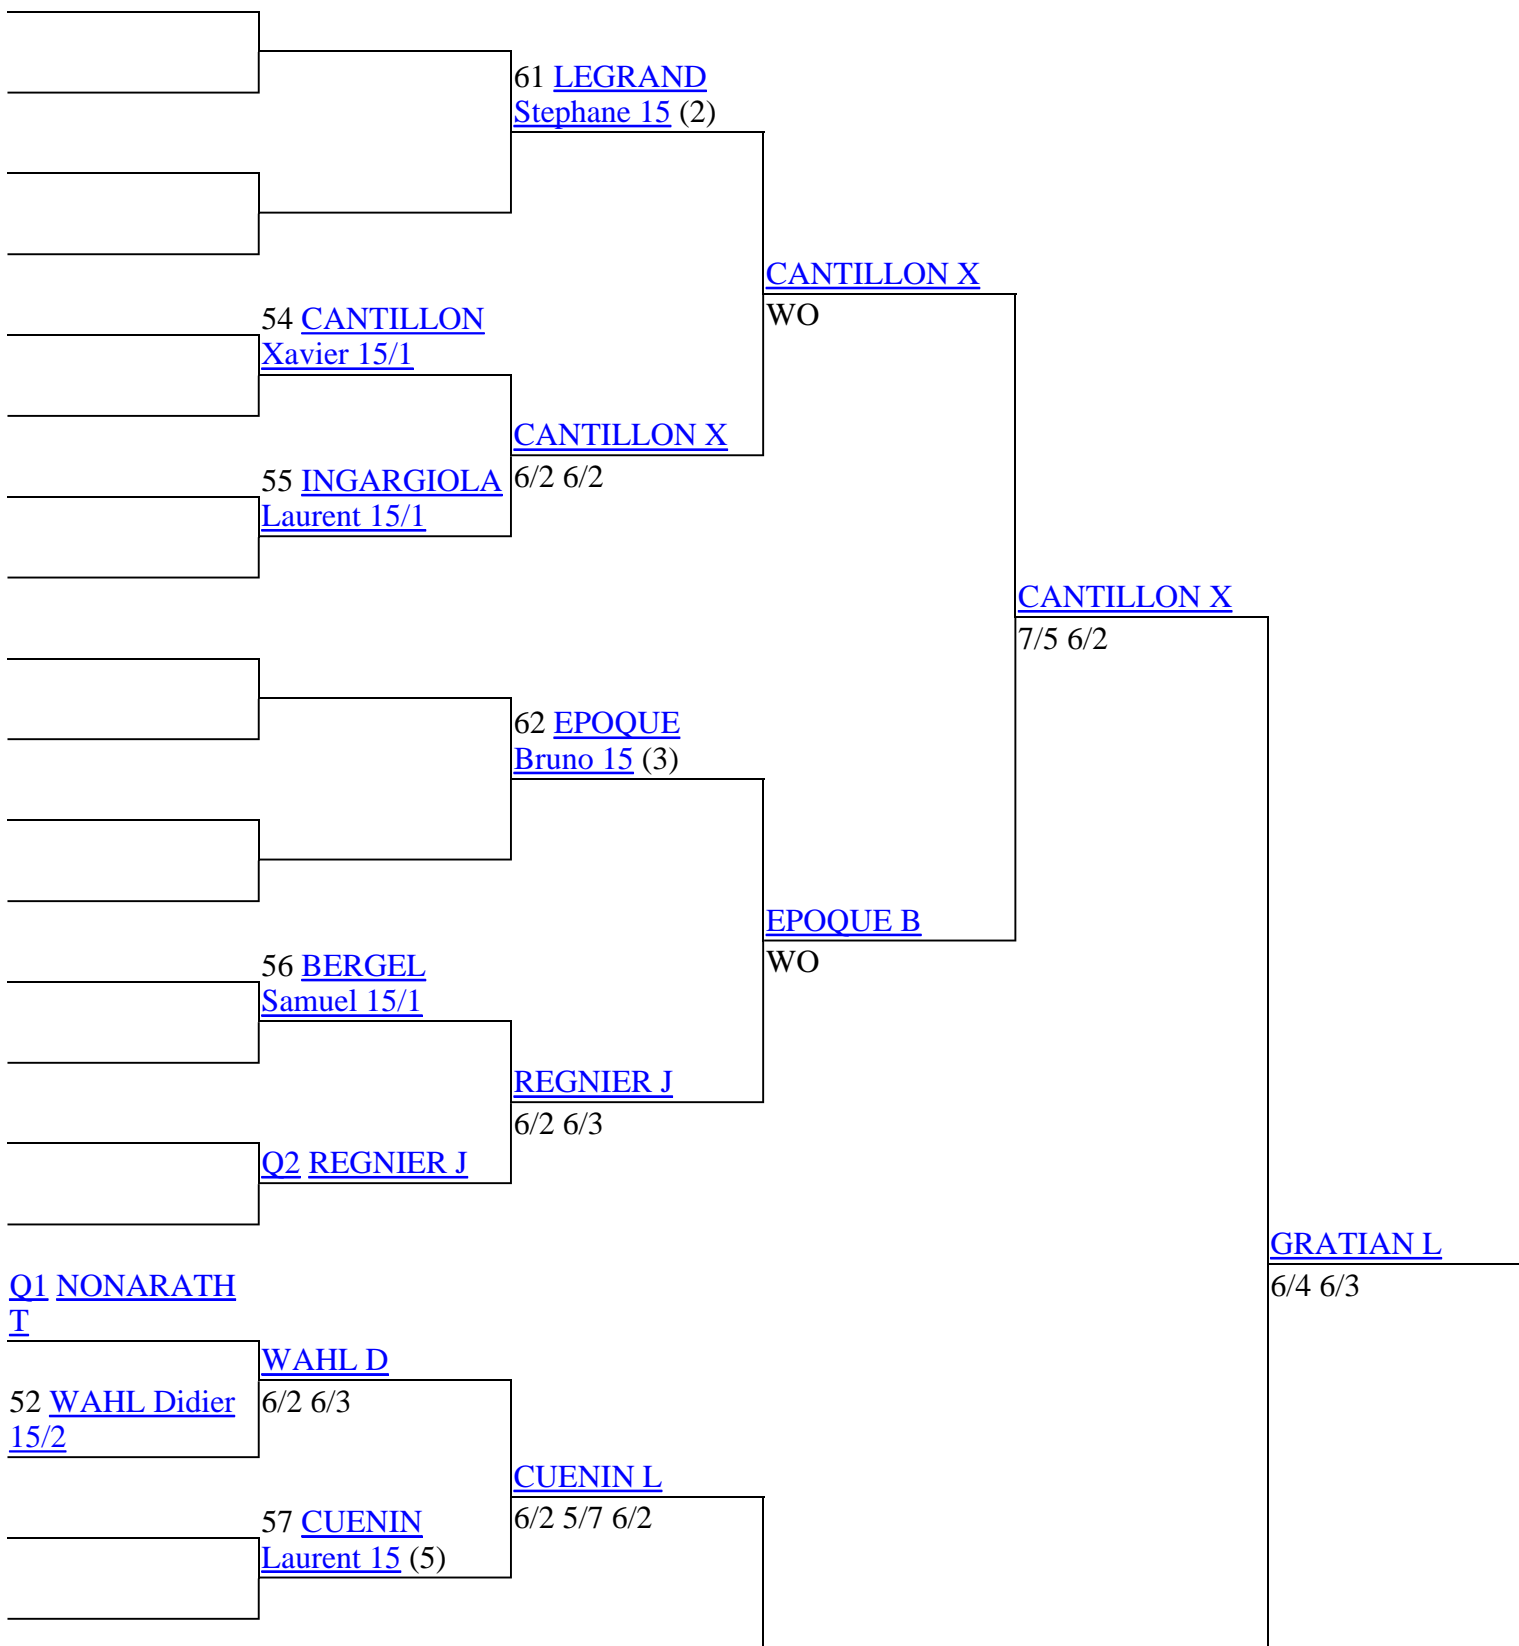 61 LEGRAND
Stephane 15 (2)
CANTILLON X
WO
54 CANTILLON
Xavier 15/1
CANTILLON X
6/2 6/2
55 INGARGIOLA
Laurent 15/1
CANTILLON X
7/5 6/2
62 EPOQUE
Bruno 15 (3)
EPOQUE B
WO
56 BERGEL
Samuel 15/1
REGNIER J
6/2 6/3
Q2 REGNIER J
GRATIAN L
6/4 6/3
Q1 NONARATH
T
WAHL D
6/2 6/3
52 WAHL Didier
15/2
CUENIN L
6/2 5/7 6/2
57 CUENIN
Laurent 15 (5)